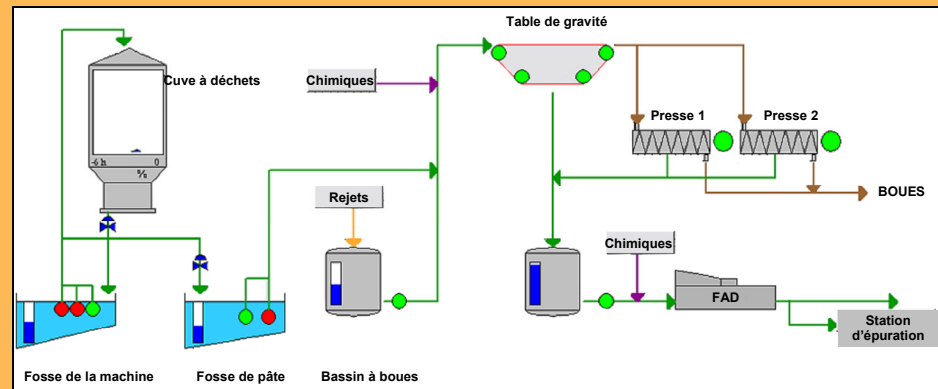 Table de gravité
Cuve à déchets
Chimiques
Presse 1
Presse 2
-6 h
0
%
Rejets
BOUES
Chimiques
FAD
Station
d'épuration
Fosse de la machine
Fosse de pâte
Bassin à boues